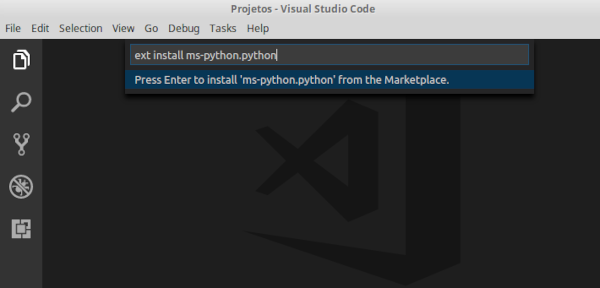 Projetos - Visual Studio Code
File Edit Selection View Go Debug Tasks Help
ext install ms-python.python
Press Enter to install 'ms-python.python' from the Marketplace.